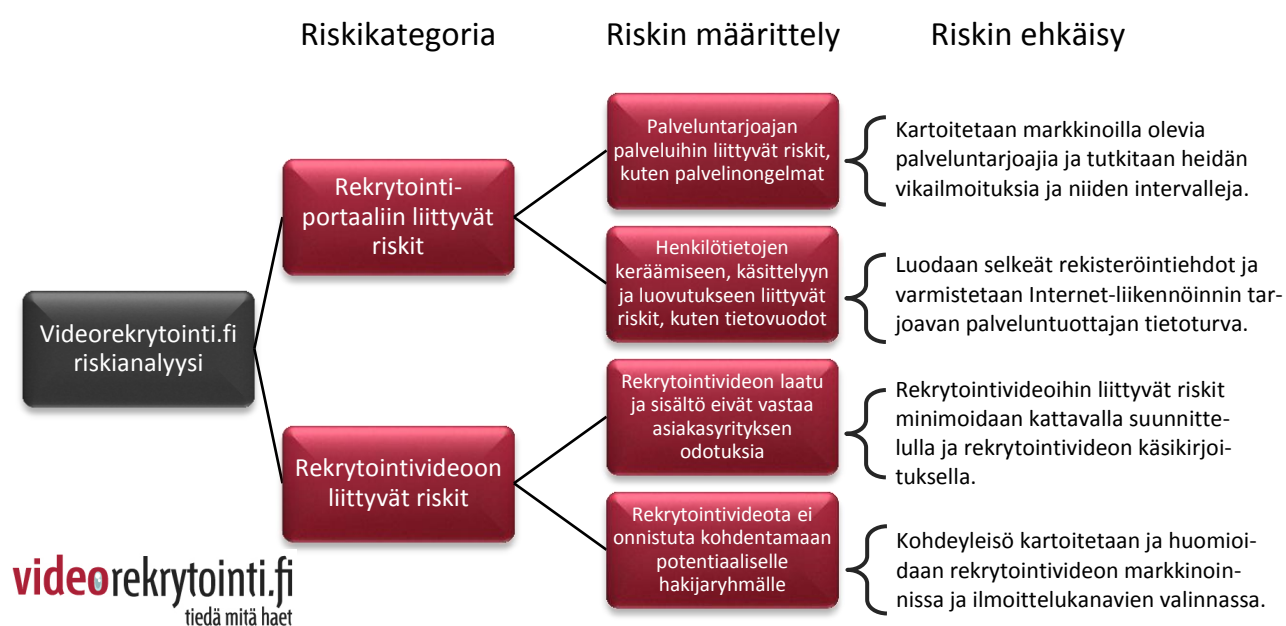 Riskikategoria
Riskin määrittely
Riskin ehkäisy
Videorekrytointi.fi
riskianalyysi
Rekrytointi-
portaaliin liittyvät
riskit
Palveluntarjoajan
palveluihin liittyvät riskit,
kuten palvelinongelmat
Kartoitetaan markkinoilla olevia
palveluntarjoajia ja tutkitaan heidän
vikailmoituksia ja niiden intervalleja.
Henkilötietojen
keräämiseen, käsittelyyn
ja luovutukseen liittyvät
riskit, kuten tietovuodot
Luodaan selkeät rekisteröintiehdot ja
varmistetaan Internet-liikennöinnin tar-
joavan palveluntuottajan tietoturva.
Rekrytointivideoon
liittyvät riskit
Rekrytointivideon laatu
ja sisältö eivät vastaa
asiakasyrityksen
odotuksia
Rekrytointivideoihin liittyvät riskit
minimoidaan kattavalla suunnitte-
lulla ja rekrytointivideon käsikirjoi-
tuksella.
Rekrytointivideota ei
onnistuta kohdentamaan
potentiaaliselle
hakijaryhmälle
Kohdeyleisö kartoitetaan ja huomioi-
daan rekrytointivideon markkinoin-
nissa ja ilmoittelukanavien valinnassa.
videorekrytointi.fi
tiedä mitä haet